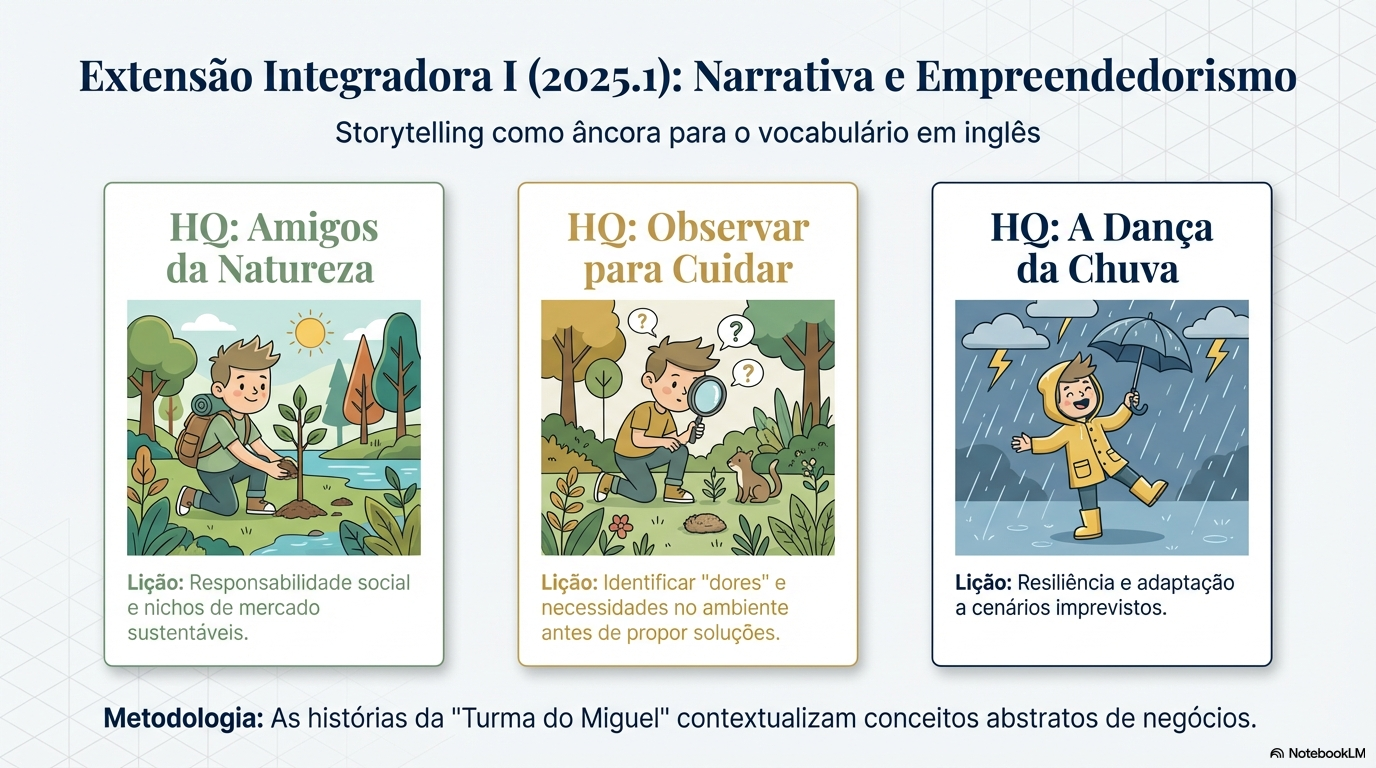 Extensão Integradora I (2025.1): Narrativa e Empreendedorismo
Storytelling como âncora para o vocabulário em inglês
HQ: Amigos
da Natureza
Lição: Responsabilidade social
e nichos de mercado
sustentáveis.
HQ: Observar
para Cuidar
?
?
?
Lição: Identificar "dores" e
necessidades no ambiente
antes de propor soluções.
HQ: A Dança
da Chuva
Lição: Resiliência e adaptação
a cenários imprevistos.
Metodologia: As histórias da "Turma do Miguel" contextualizam conceitos abstratos de negócios.
NotebookLM